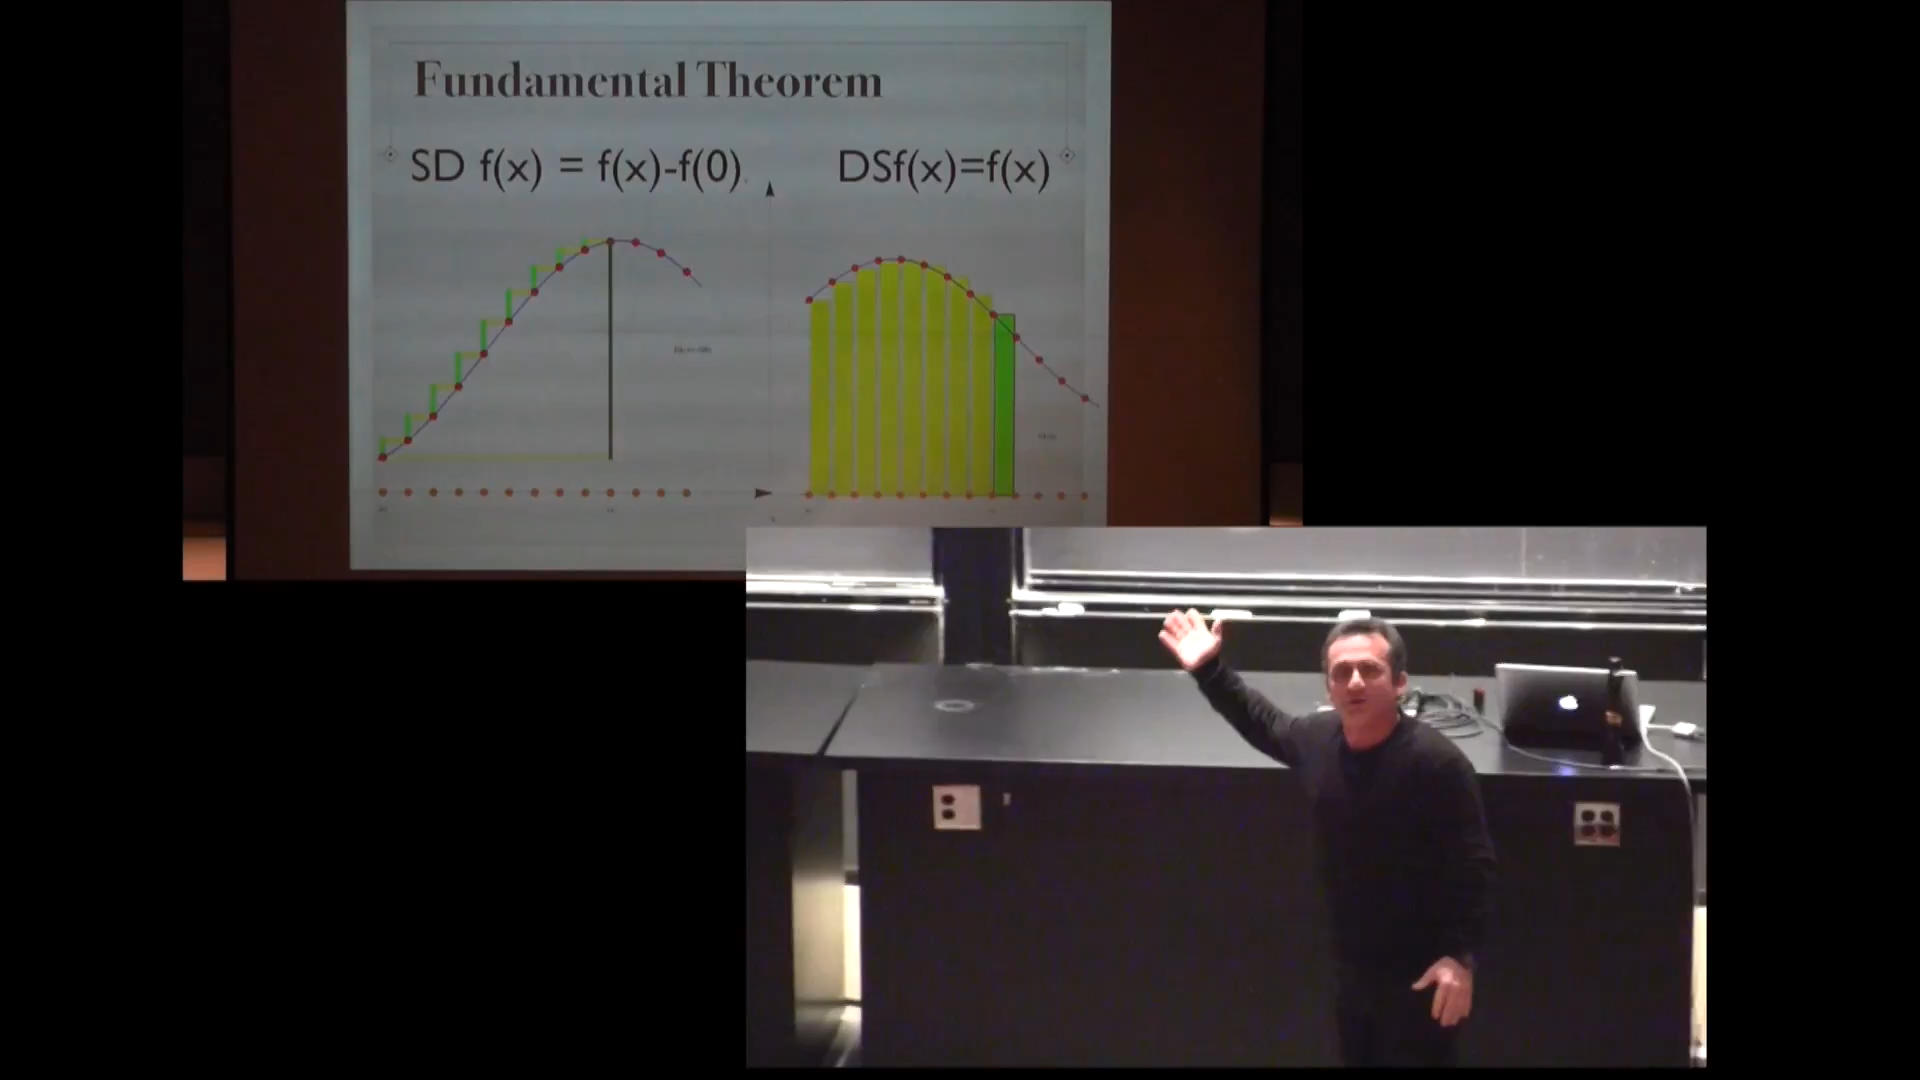 Fundamental Theorem
SD f(x) = f(x)-f(0)
DSf(x)=f(x)